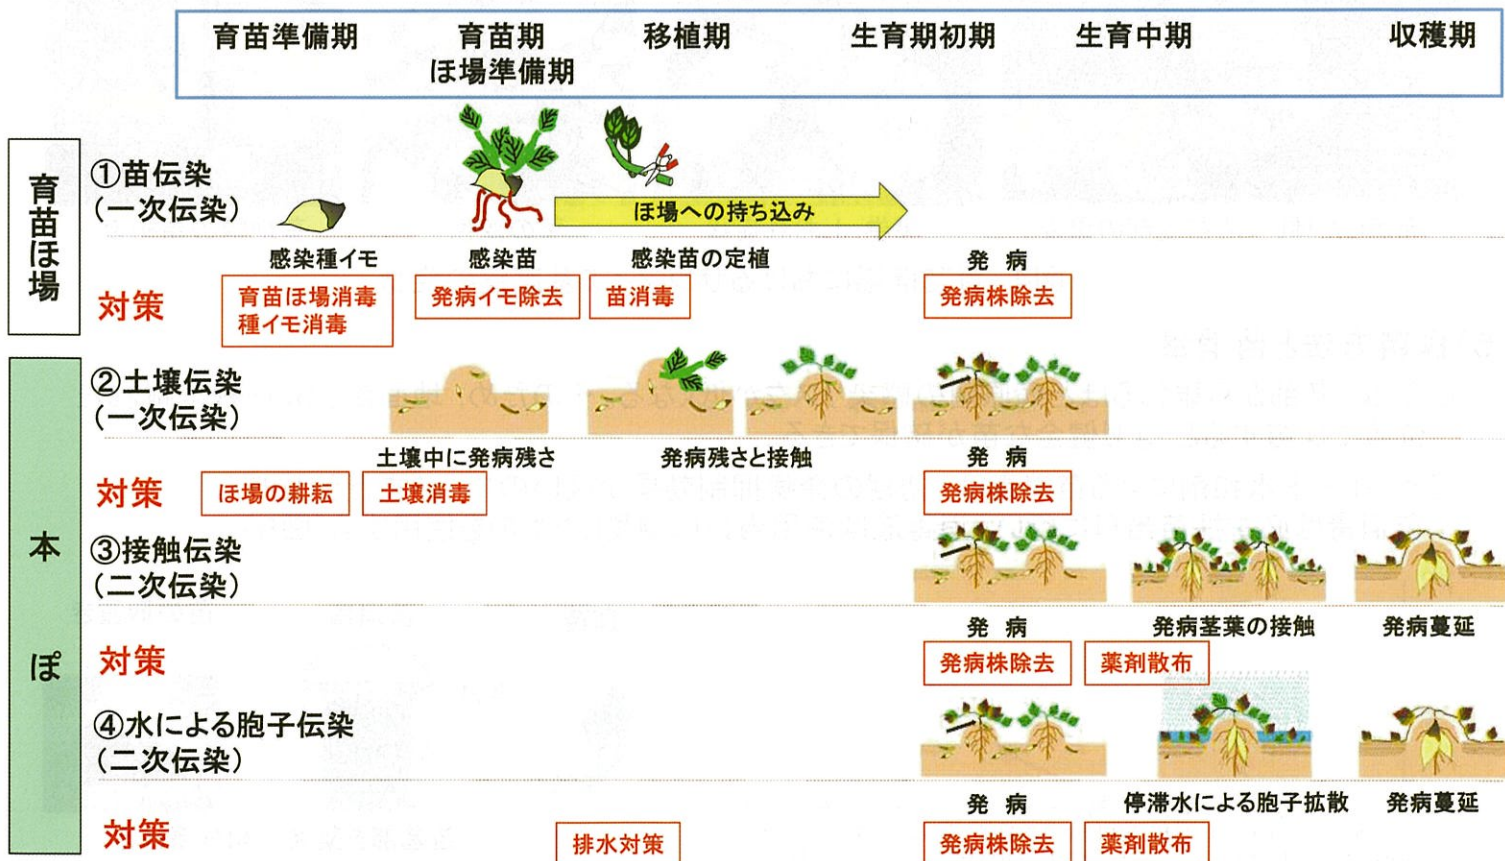 育苗準備期 育苗期 移植期 生育期初期 生育中期 収穫期
ほ場準備期
育苗ほ場
①苗伝染
(一次伝染)
ほ場への持ち込み
感染種イモ 感染苗 感染苗の定植 発病
対策
育苗ほ場消毒
種イモ消毒
発病イモ除去
苗消毒
発病株除去
本ぽ
②土壌伝染
(一次伝染)
土壌中に発病残さ 発病残さと接触 発病
対策 ほ場の耕耘 土壌消毒 発病株除去
③接触伝染
(二次伝染)
発病 発病茎葉の接触 発病蔓延
対策 発病株除去 薬剤散布
④水による胞子伝染
(二次伝染)
発病 停滞水による胞子拡散 発病蔓延
対策 排水対策 発病株除去 薬剤散布